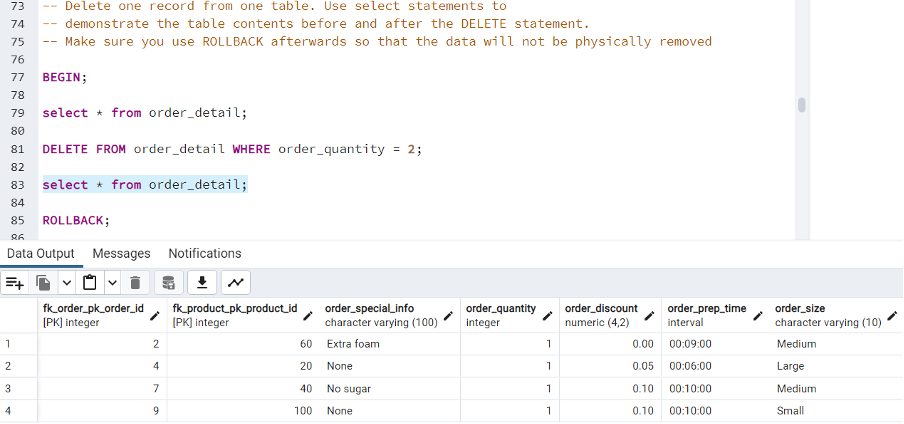 73 -- Delete one record from one table. Use select statements to
74 -- demonstrate the table contents before and after the DELETE statement.
75 -- Make sure you use ROLLBACK afterwards so that the data will not be physically removed
76
77 BEGIN;
78
79 select * from order_detail;
80
81 DELETE FROM order_detail WHERE order_quantity = 2;
82
83 select * from order_detail;
84
85 ROLLBACK;
86
Data Output Messages Notifications
fk_order_pk_order_id fk_product_pk_product_id order_special_info order_quantity order_discount order_prep_time order_size
[PK] integer [PK] integer character varying (100) integer numeric (4,2) interval character varying (10)
1 2 60 Extra foam 1 0.00 00:09:00 Medium
2 4 20 None 1 0.05 00:06:00 Large
3 7 40 No sugar 1 0.10 00:10:00 Medium
4 9 100 None 1 0.10 00:10:00 Small